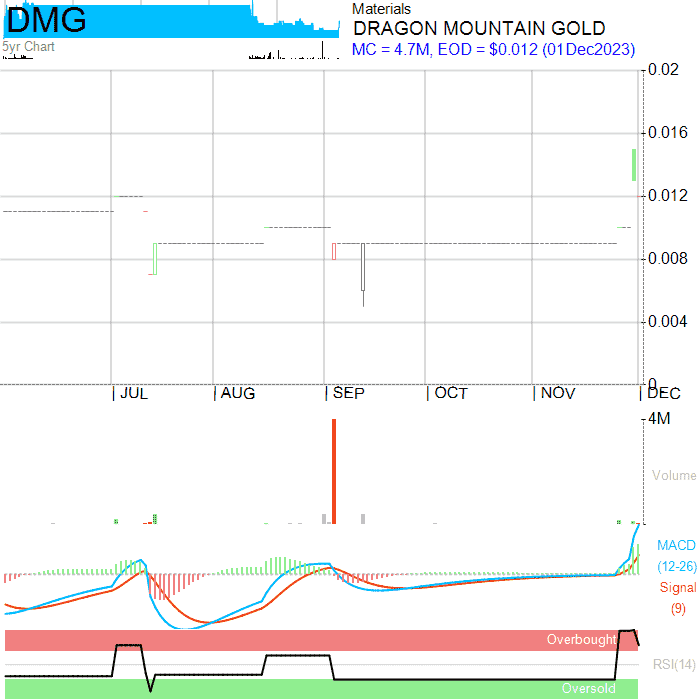 DMG
5yr Chart
Materials
DRAGON MOUNTAIN GOLD
MC = 4.7M, EOD = $0.012 (01Dec2023)
0.02
0.016
0.012
0.008
0.004
0
JUL
AUG
SEP
OCT
NOV
DEC
4M
Volume
MACD
(12-26)
Signal
(9)
Overbought
RSI(14)
Oversold